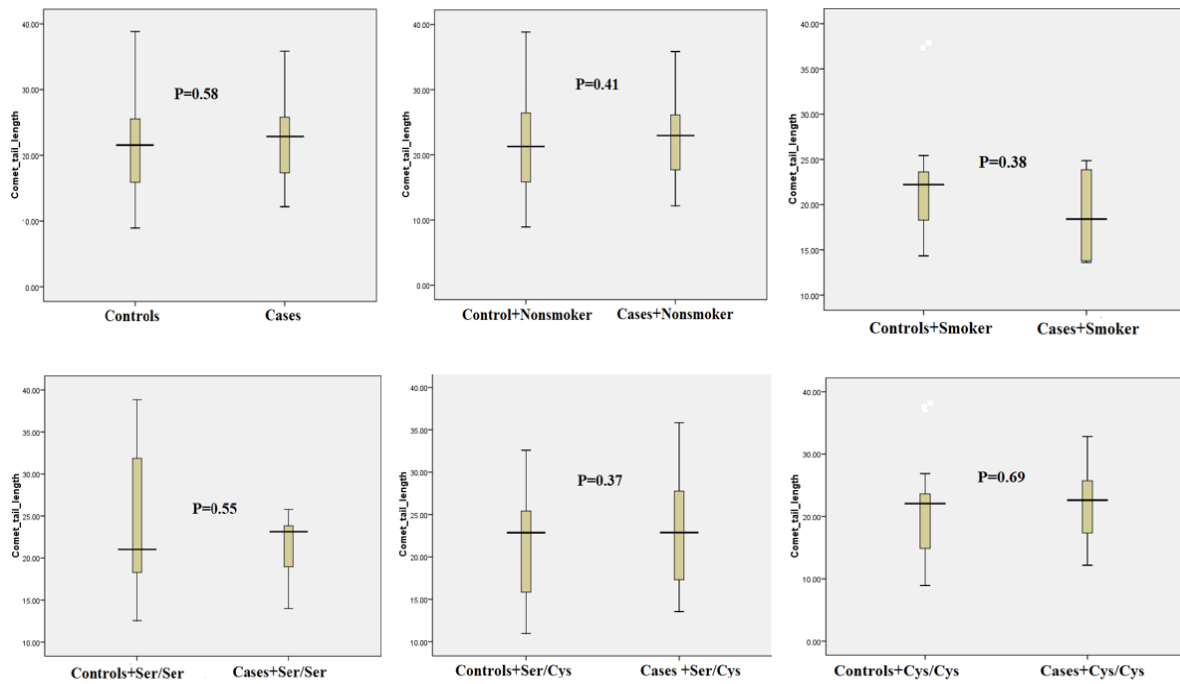 Comet_tail_length
40.00
30.00
20.00
10.00
0.00
P=0.58
Controls
Cases
Comet_tail_length
40.00
30.00
20.00
10.00
0.00
P=0.41
Control+Nonsmoker
Cases+Nonsmoker
Comet_tail_length
40.00
35.00
30.00
25.00
20.00
15.00
10.00
P=0.38
Controls+Smoker
Cases+Smoker
Comet_tail_length
40.00
35.00
30.00
25.00
20.00
15.00
10.00
P=0.55
Controls+Ser/Ser
Cases+Ser/Ser
Comet_tail_length
40.00
35.00
30.00
25.00
20.00
15.00
10.00
P=0.37
Controls+Ser/Cys
Cases +Ser/Cys
Comet_tail_length
40.00
30.00
20.00
10.00
0.00
P=0.69
Controls+Cys/Cys
Cases+Cys/Cys